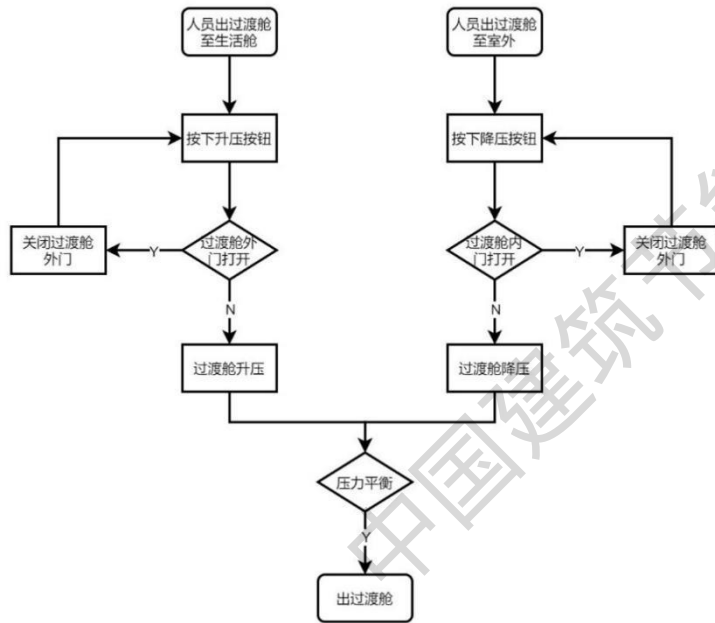 人员出过渡舱
至生活舱
人员出过渡舱
至室外
按下升压按钮
按下降压按钮
关闭过渡舱
外门
Y
过渡舱外
门打开
过渡舱内
门打开
Y
关闭过渡舱
外门
N
N
过渡舱升压
过渡舱降压
压力平衡
Y
出过渡舱
中国建筑节